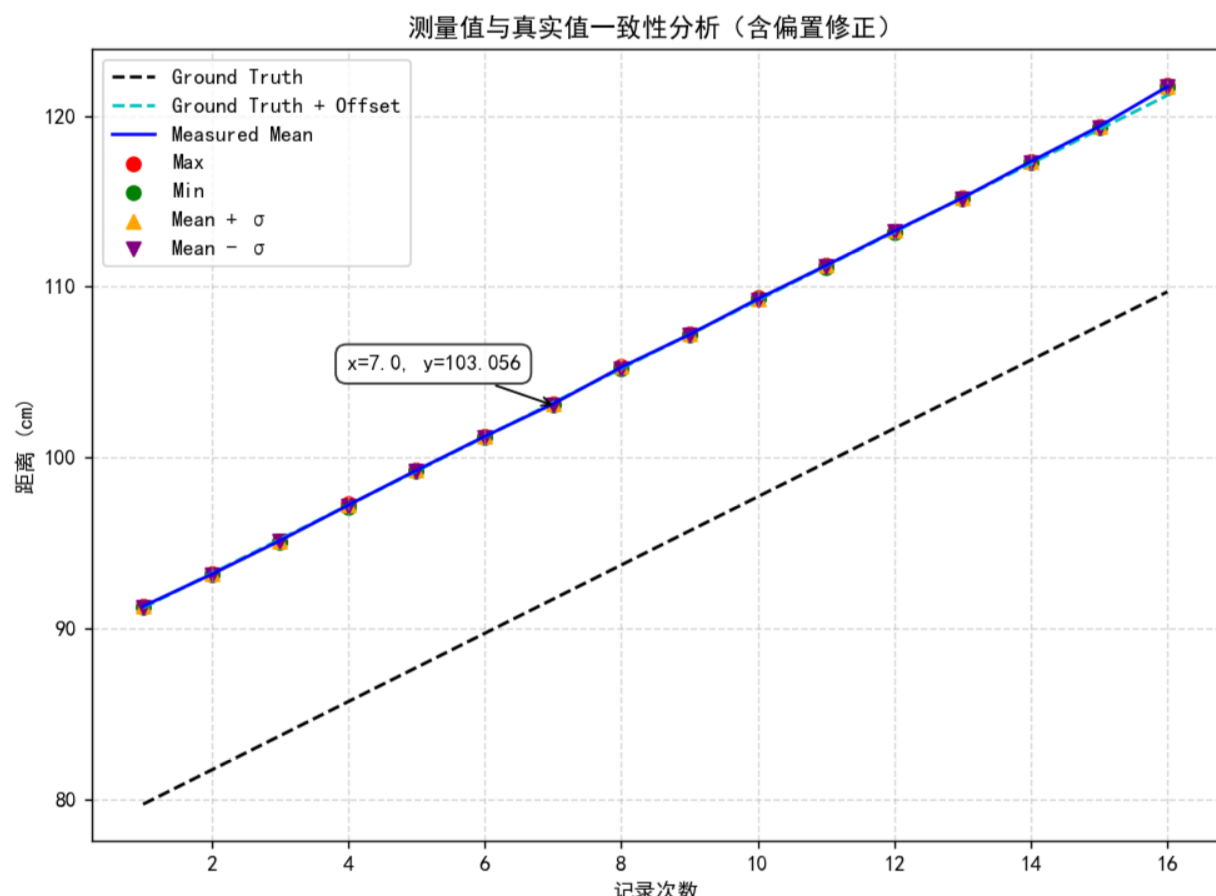 测量值与真实值一致性分析（含偏置修正）
Ground Truth
Ground Truth + Offset
Measured Mean
Max
Min
Mean + σ
Mean − σ
x=7.0, y=103.056
距离 (cm)
120
110
100
90
80
2 4 6 8 10 12 14 16
记录次数